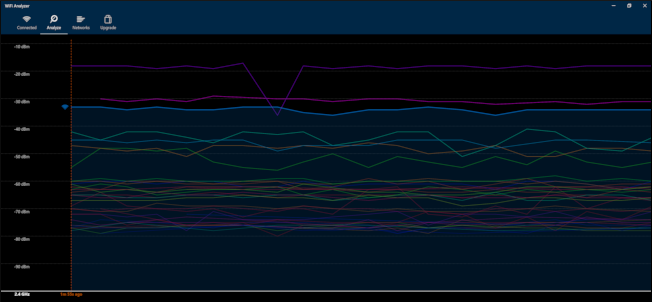 WiFi Analyzer
Connected
Analyze
Networks
Upgrade
-10 dBm
-20 dBm
-30 dBm
-40 dBm
-50 dBm
-60 dBm
-70 dBm
-80 dBm
-90 dBm
2.4 GHz